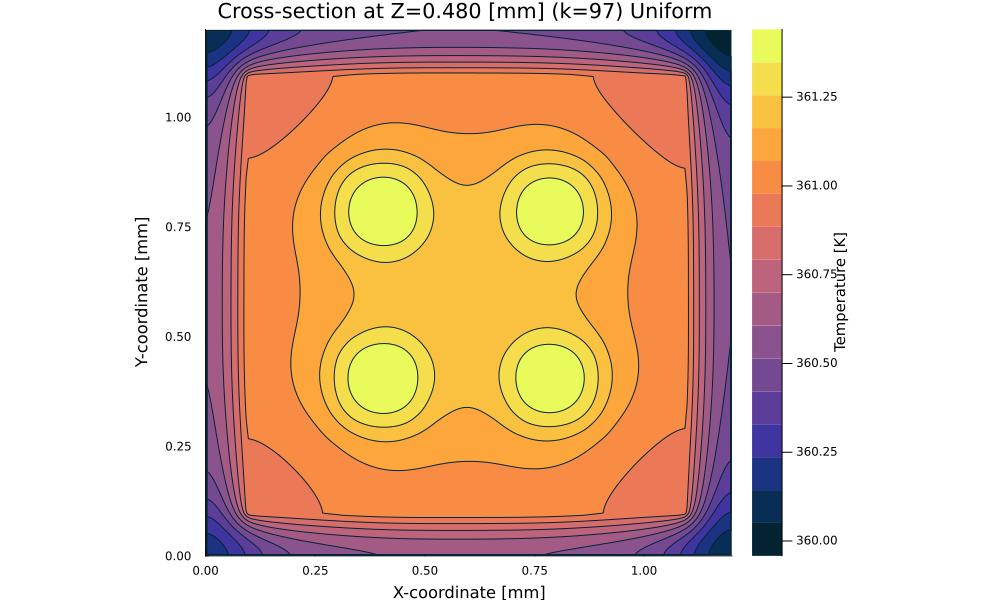 Cross-section at Z=0.480 [mm] (k=97) Uniform
Y-coordinate [mm]
1.00
0.75
0.50
0.25
0.00
0.00 0.25 0.50 0.75 1.00
X-coordinate [mm]
361.25
361.00
360.75
360.50
360.25
360.00
Temperature [K]